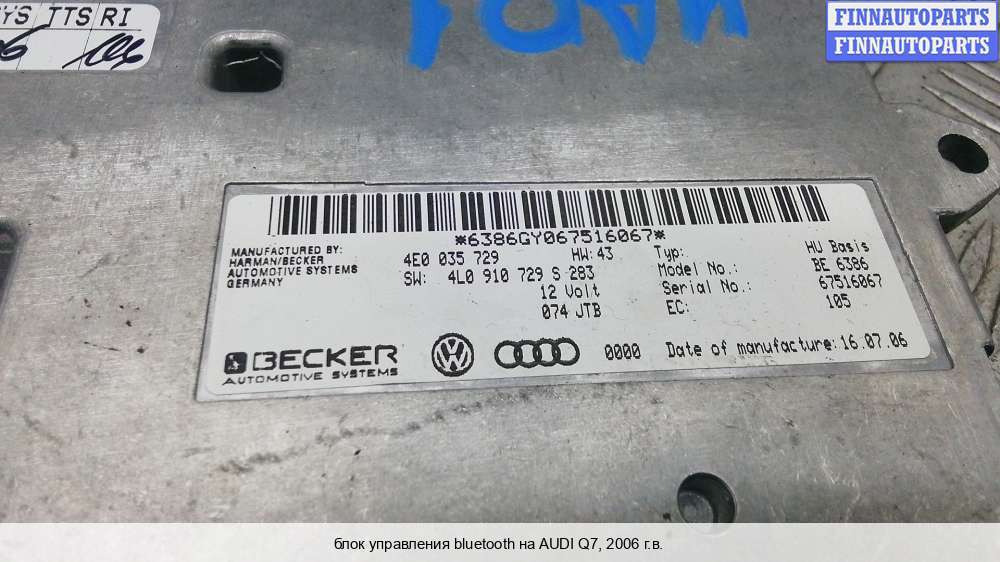 SYS TTS RI
FINNAUTOPARTS
FINNAUTOPARTS
*6386GY067516067*
MANUFACTURED BY:
HARMAN/BECKER
AUTOMOTIVE SYSTEMS
GERMANY
4E0 035 729 HW:43
SW: 4L0 910 729 S 283
12 Volt
074 JTB
Typ: HU Basis
Model No.: BE 6386
Serial No.: 67516067
EC: 105
BECKER
AUTOMOTIVE SYSTEMS
0000 Date of manufacture:16.07.06
блок управления bluetooth на AUDI Q7, 2006 г.в.